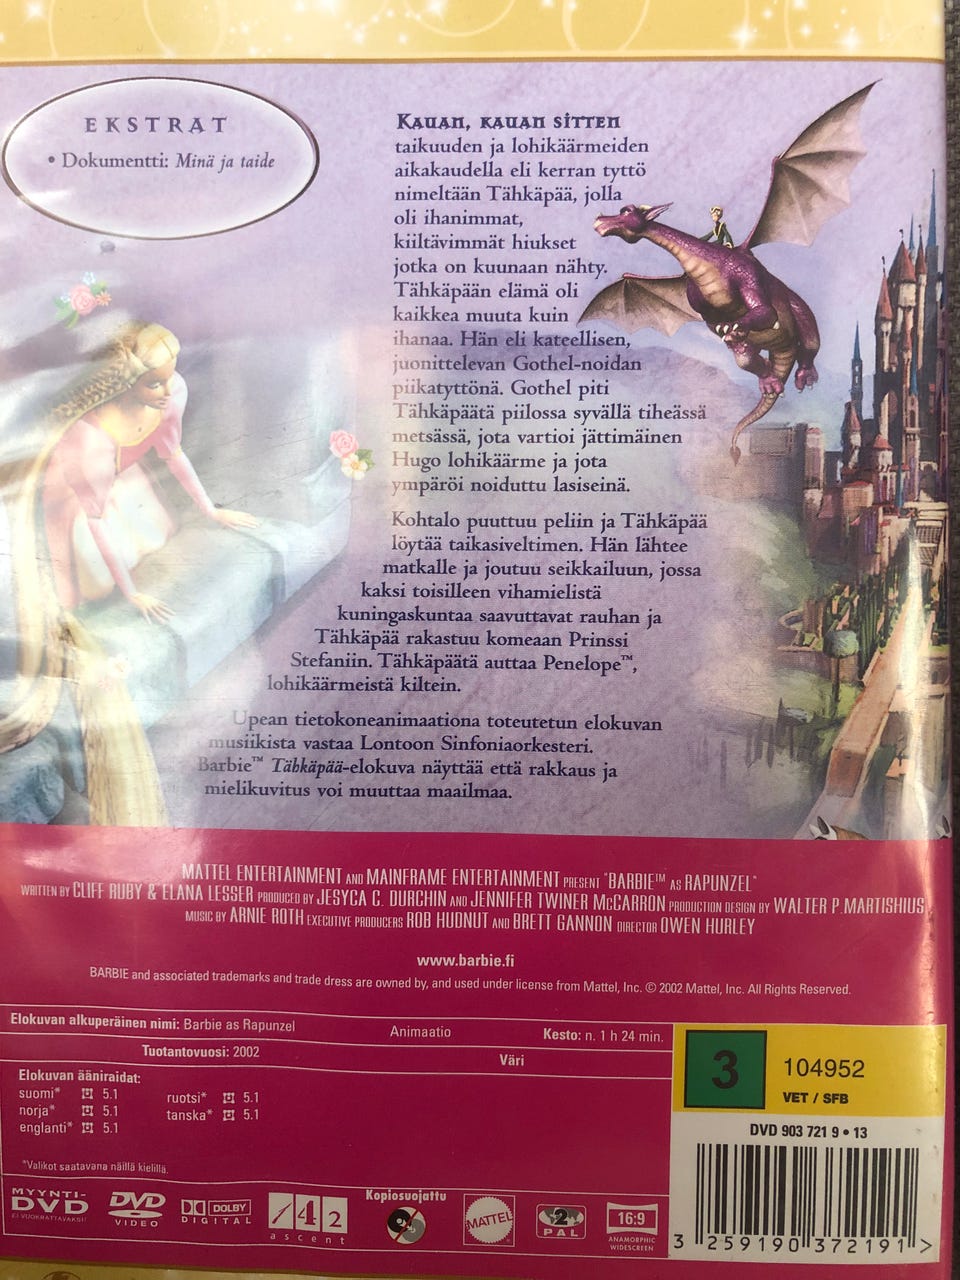 EKSTRAT
• Dokumentti: Minä ja taide
KAUAN, KAUAN SITTEN
taikuuden ja lohikäärmeiden
aikakaudella eli kerran tyttö
nimeltään Tähkäpää, jolla
oli ihanimmat,
kiiltävimmät hiukset
jotka on kuunaan nähty.
Tähkäpään elämä oli
kaikkea muuta kuin
ihanaa. Hän eli kateellisen,
juonittelevan Gothel-noidan
piikatyttönä. Gothel piti
Tähkäpäätä piilossa syvällä tiheässä
metsässä, jota vartioi jättimäinen
Hugo lohikäärme ja jota
ympäröi noiduttu lasiseinä.
Kohtalo puuttuu peliin ja Tähkäpää
löytää taikasiveltimen. Hän lähtee
matkalle ja joutuu seikkailuun, jossa
kaksi toisilleen vihamielistä
kuningaskuntaa saavuttavat rauhan ja
Tähkäpää rakastuu komeaan Prinssi
Stefaniin. Tähkäpäätä auttaa Penelope™,
lohikäärmeistä kiltein.
Upean tietokoneanimaationa toteutetun elokuvan
musiikista vastaa Lontoon Sinfoniaorkesteri.
Barbie™ Tähkäpää-elokuva näyttää että rakkaus ja
mielikuvitus voi muuttaa maailmaa.
MATTEL ENTERTAINMENT AND MAINFRAME ENTERTAINMENT PRESENT "BARBIE™ AS RAPUNZEL"
WRITTEN BY CLIFF RUBY & ELANA LESSER PRODUCED BY JESYCA C. DURCHIN AND JENNIFER TWINER McCARRON PRODUCTION DESIGN BY WALTER P. MARTISHIUS
MUSIC BY ARNIE ROTH EXECUTIVE PRODUCERS ROB HUDNUT AND BRETT GANNON DIRECTOR OWEN HURLEY
www.barbie.fi
BARBIE and associated trademarks and trade dress are owned by, and used under license from Mattel, Inc. © 2002 Mattel, Inc. All Rights Reserved.
Elokuvan alkuperäinen nimi: Barbie as Rapunzel Animaatio Kesto: n. 1 h 24 min.
Tuotantovuosi: 2002 Väri
Elokuvan ääniraidat:
suomi* 5.1 ruotsi* 5.1
norja* 5.1 tanska* 5.1
englanti* 5.1
*Valikot saatavana näillä kielillä.
3 104952
VET / SFB
DVD 903 721 9 • 13
MYYNTI-
DVD
EI VUOKRATTAVAKSI!
DVD
VIDEO
DOLBY
DIGITAL
142
ascent
Kopiosuojattu
MATTEL
2
PAL
16:9
ANAMORPHIC
WIDESCREEN
3 259190 372191 >